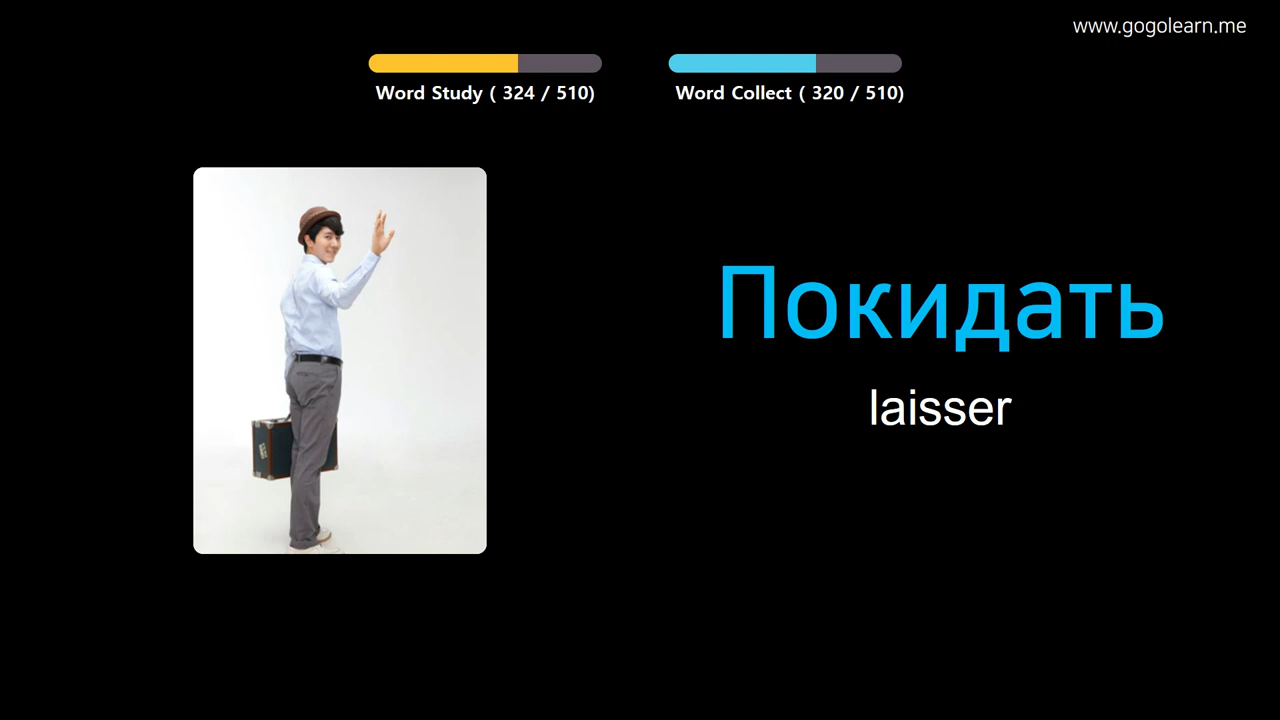 www.gogolearn.me
Word Study ( 324 / 510)
Word Collect ( 320 / 510)
Покидать
laisser